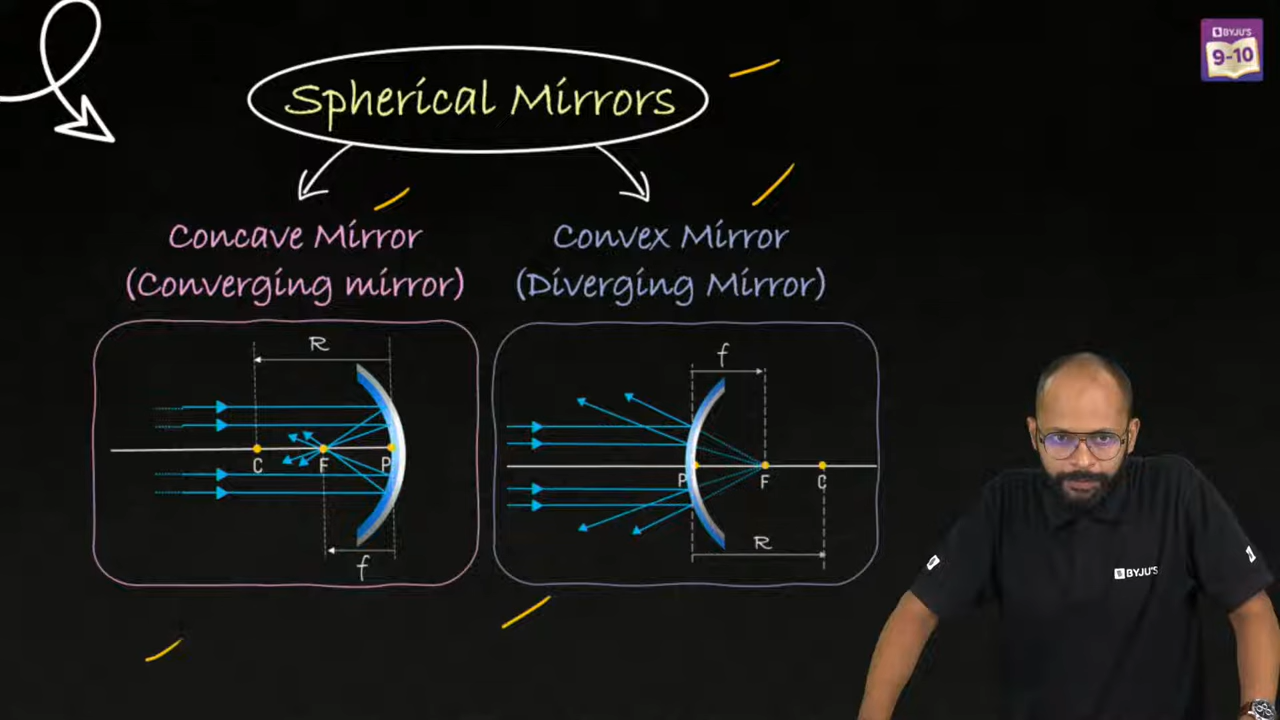 BYJU'S
9-10
Spherical Mirrors
Concave Mirror
(Converging mirror)
Convex Mirror
(Diverging Mirror)
R
C
F
P
f
f
P
F
C
R
BYJU'S